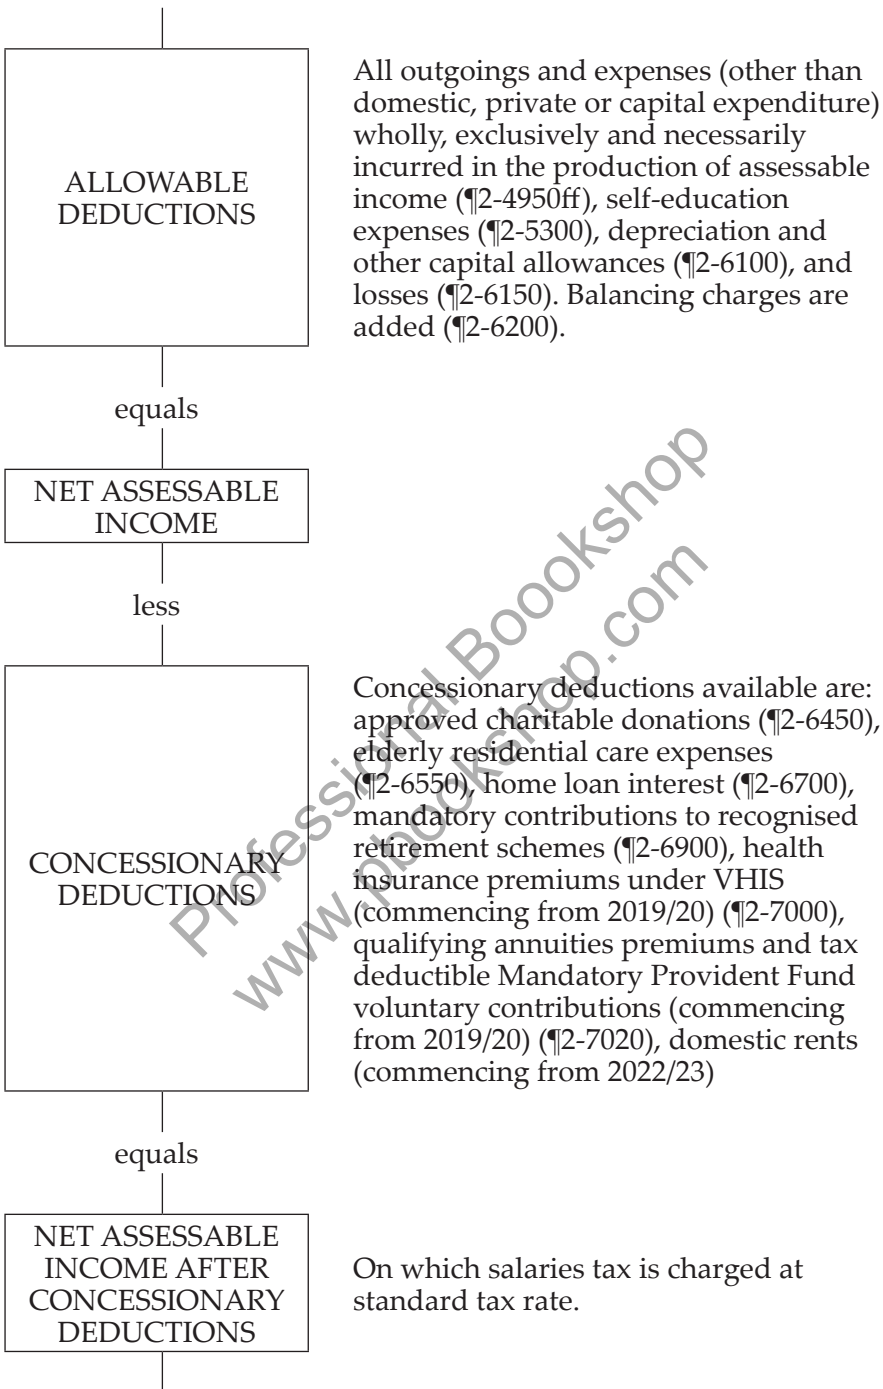 ALLOWABLE
DEDUCTIONS
All outgoings and expenses (other than
domestic, private or capital expenditure)
wholly, exclusively and necessarily
incurred in the production of assessable
income (¶2-4950ff), self-education
expenses (¶2-5300), depreciation and
other capital allowances (¶2-6100), and
losses (¶2-6150). Balancing charges are
added (¶2-6200).
equals
NET ASSESSABLE
INCOME
less
CONCESSIONARY
DEDUCTIONS
Concessionary deductions available are:
approved charitable donations (¶2-6450),
elderly residential care expenses
(¶2-6550), home loan interest (¶2-6700),
mandatory contributions to recognised
retirement schemes (¶2-6900), health
insurance premiums under VHIS
(commencing from 2019/20) (¶2-7000),
qualifying annuities premiums and tax
deductible Mandatory Provident Fund
voluntary contributions (commencing
from 2019/20) (¶2-7020), domestic rents
(commencing from 2022/23)
equals
NET ASSESSABLE
INCOME AFTER
CONCESSIONARY
DEDUCTIONS
On which salaries tax is charged at
standard tax rate.
Professional Boookshop
www.pbookshop.com